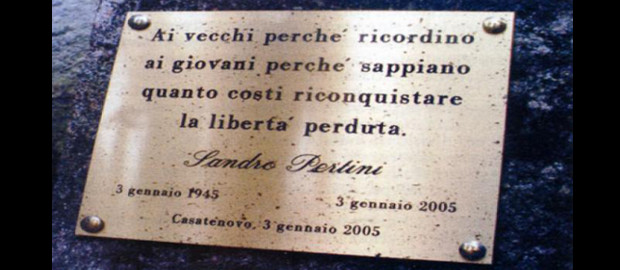 Ai vecchi perche´ ricordino
ai giovani perche´ sappiano
quanto costi riconquistare
la liberta´ perduta.
Sandro Pertini
3 gennaio 1945 3 gennaio 2005
Casatenovo, 3 gennaio 2005